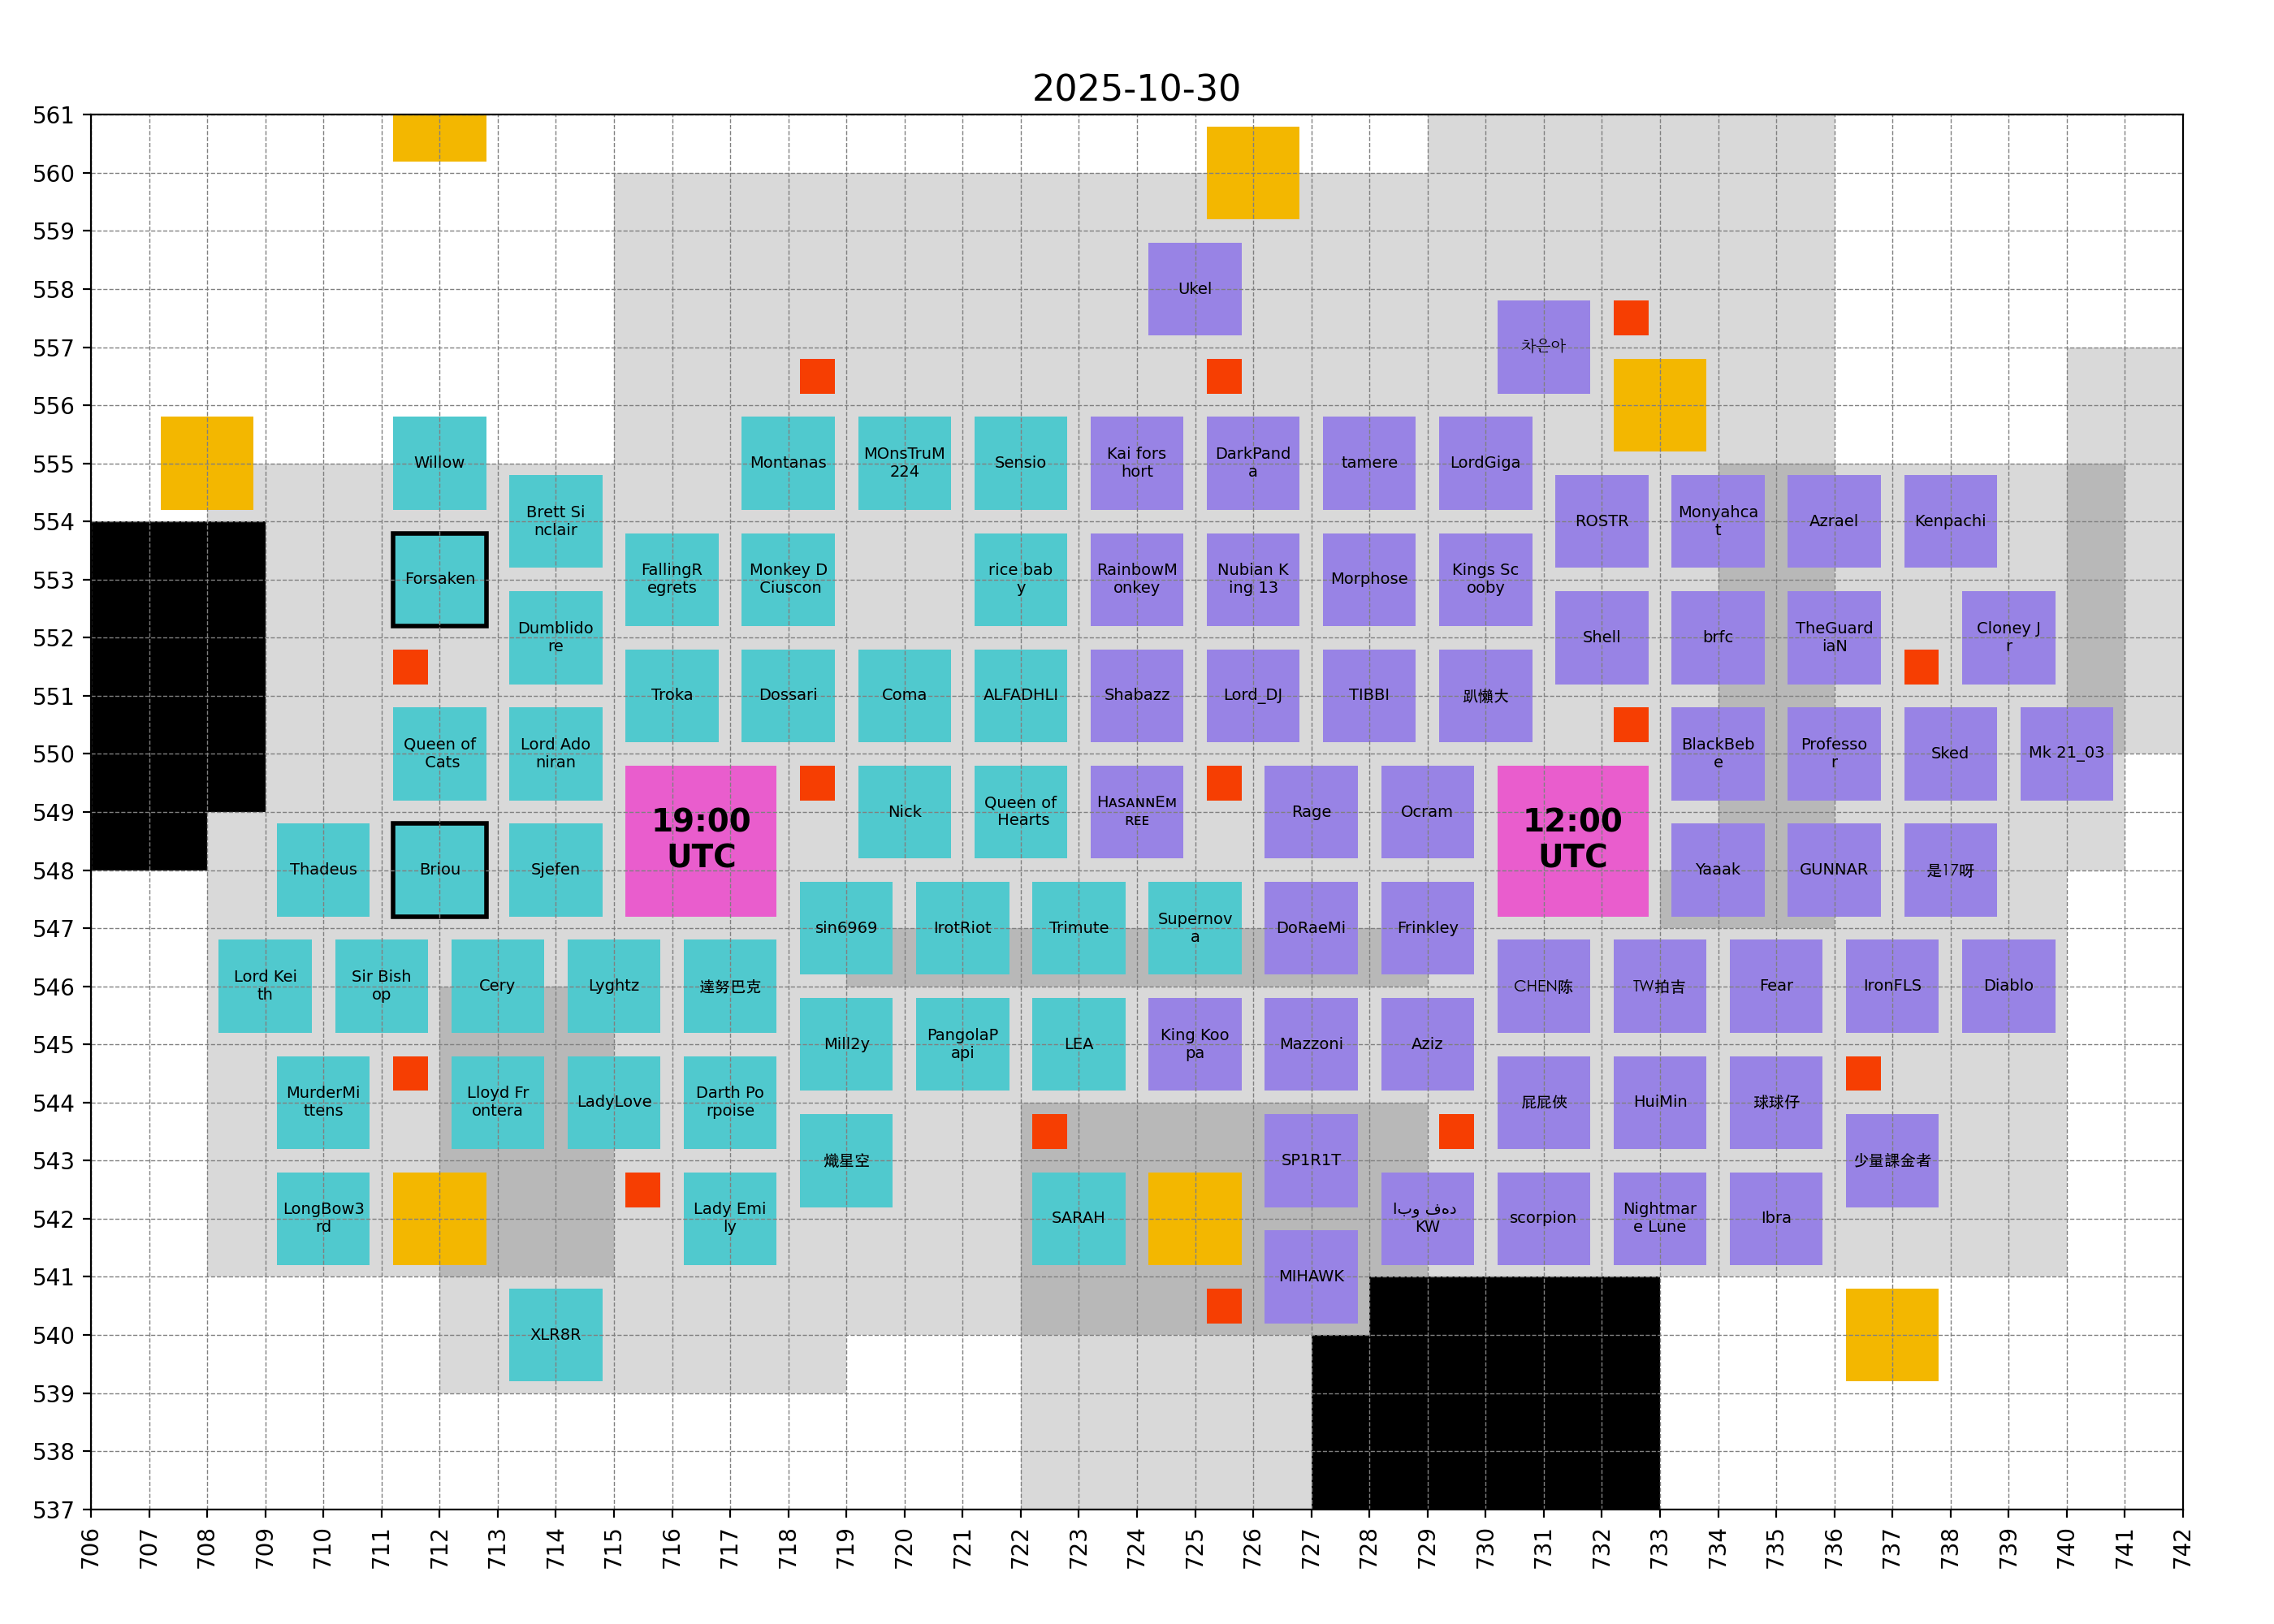 2025-10-30
561
560
559
558
557
556
555
554
553
552
551
550
549
548
547
546
545
544
543
542
541
540
539
538
537
Ukel
차은아
Willow
Montanas
MOnsTruM
224
Sensio
Kai fors
hort
DarkPand
a
tamere
LordGiga
Brett Si
nclair
ROSTR
Monyahca
t
Azrael
Kenpachi
Forsaken
FallingR
egrets
Monkey D
Ciuscon
rice bab
y
RainbowM
onkey
Nubian K
ing 13
Morphose
Kings Sc
ooby
Dumblido
re
Shell
brfc
TheGuard
iaN
Cloney J
r
Troka
Dossari
Coma
ALFADHLI
Shabazz
Lord_DJ
TIBBI
趴懶大
Queen of
Cats
Lord Ado
niran
BlackBeb
e
Professo
r
Sked
Mk 21_03
19:00
UTC
Nick
Queen of
Hearts
HᴀsᴀɴɴEᴍ
ʀᴇᴇ
Rage
Ocram
12:00
UTC
Thadeus
Briou
Sjefen
Yaaak
GUNNAR
是17呀
sin6969
IrotRiot
Trimute
Supernov
a
DoRaeMi
Frinkley
Lord Kei
th
Sir Bish
op
Cery
Lyghtz
達努巴克
CHEN陈
TW拍吉
Fear
IronFLS
Diablo
Mill2y
PangolaP
api
LEA
King Koo
pa
Mazzoni
Aziz
MurderMi
ttens
Lloyd Fr
ontera
LadyLove
Darth Po
rpoise
屁屁俠
HuiMin
球球仔
熾星空
SP1R1T
少量課金者
LongBow3
rd
Lady Emi
ly
SARAH
ابو فهد
KW
scorpion
Nightmar
e Lune
Ibra
MIHAWK
XLR8R
706
707
708
709
710
711
712
713
714
715
716
717
718
719
720
721
722
723
724
725
726
727
728
729
730
731
732
733
734
735
736
737
738
739
740
741
742